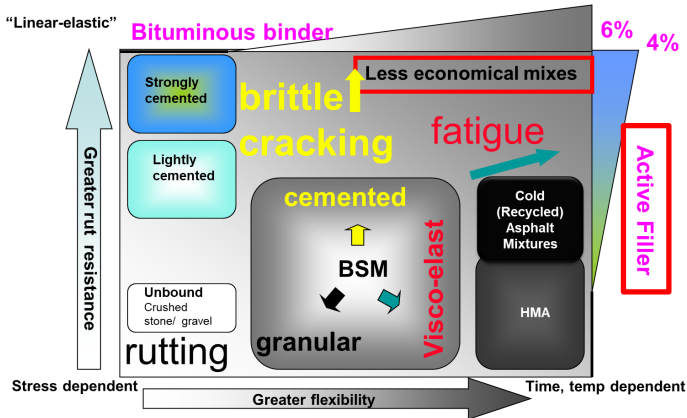 “Linear-elastic”
Bituminous binder
6%
4%
Less economical mixes
Strongly
cemented
brittle
cracking
fatigue
Lightly
cemented
Greater rut resistance
Active Filler
cemented
Cold
(Recycled)
Asphalt
Mixtures
BSM
Visco-elast
Unbound
Crushed
stone/ gravel
HMA
rutting
granular
Stress dependent
Greater flexibility
Time, temp dependent